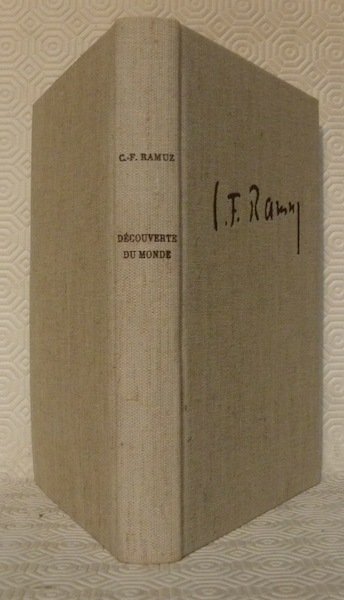 C.-F. RAMUZ
DÉCOUVERTE
DU MONDE
C. F. Ramuz